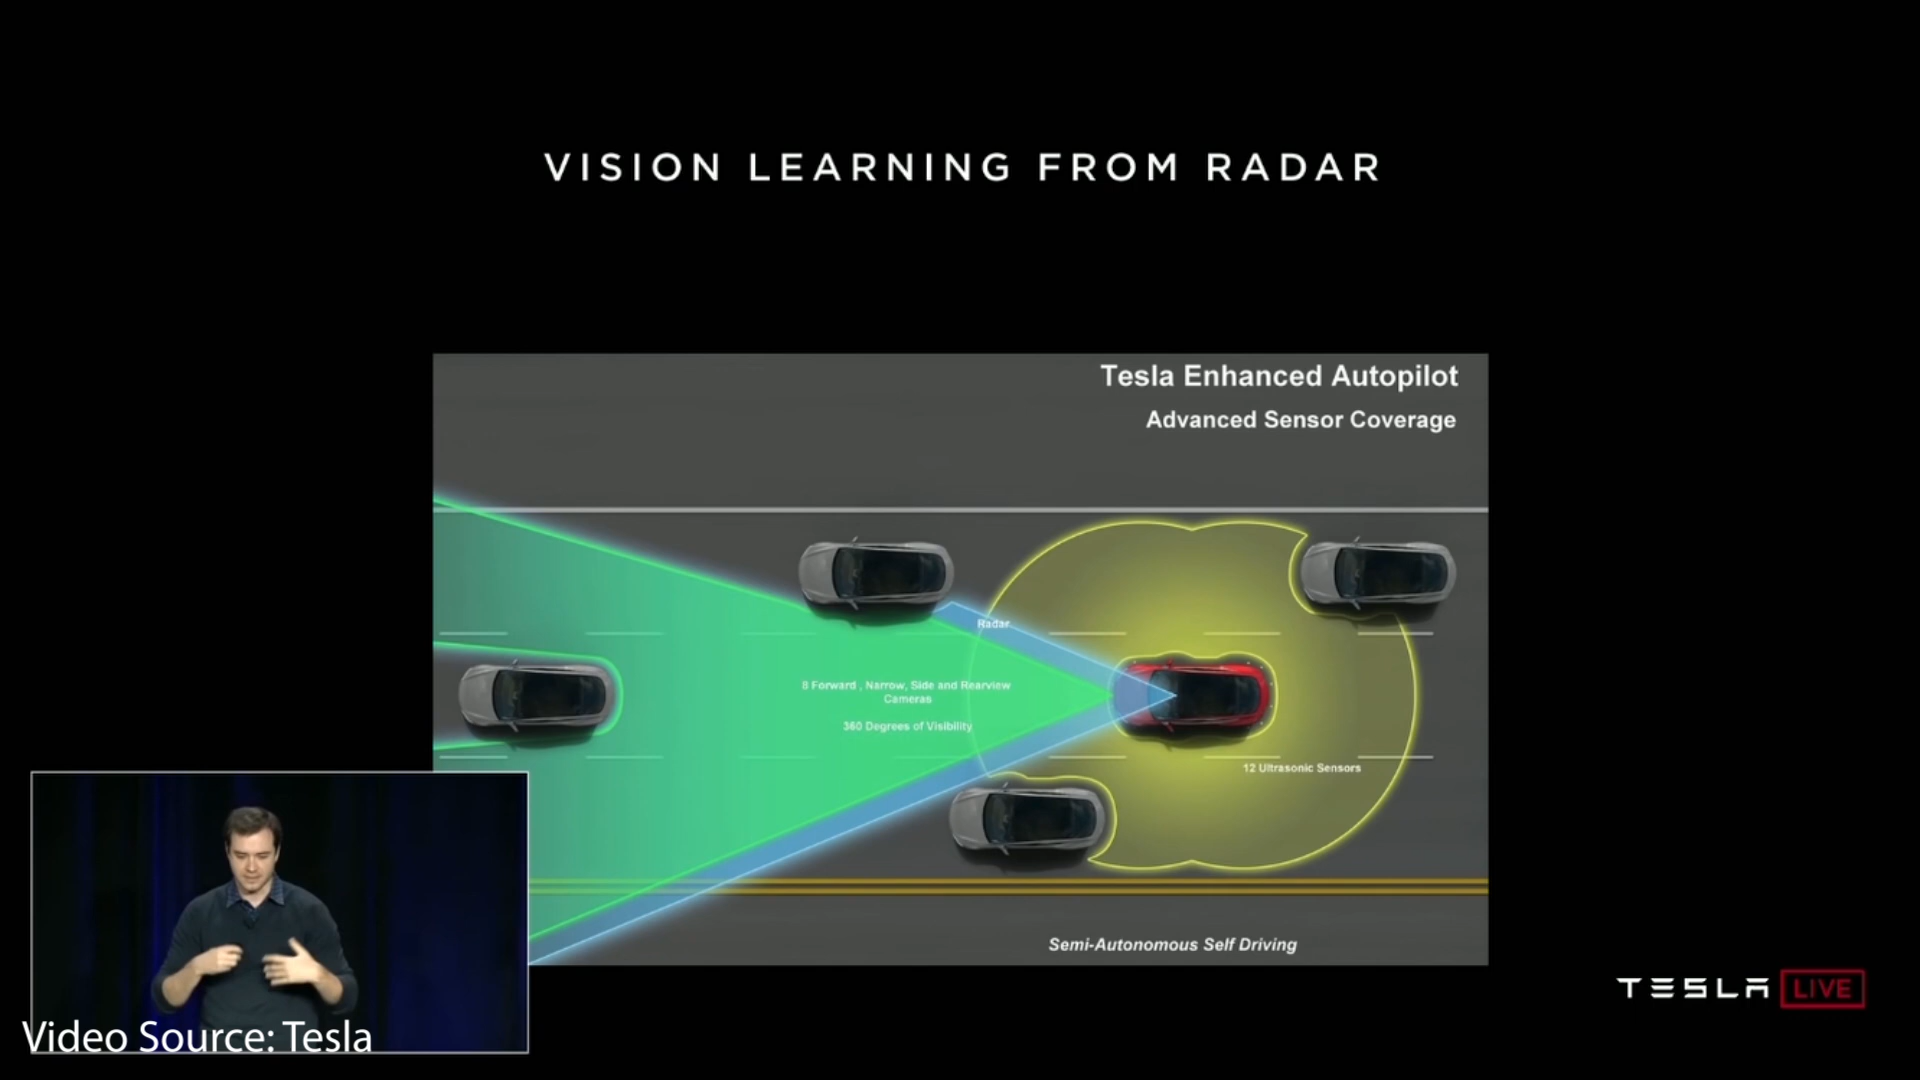 VISION LEARNING FROM RADAR
Tesla Enhanced Autopilot
Advanced Sensor Coverage
Radar
8 Forward , Narrow, Side and Rearview
Cameras
360 Degrees of Visibility
12 Ultrasonic Sensors
Semi-Autonomous Self Driving
TESLA LIVE
Video Source: Tesla